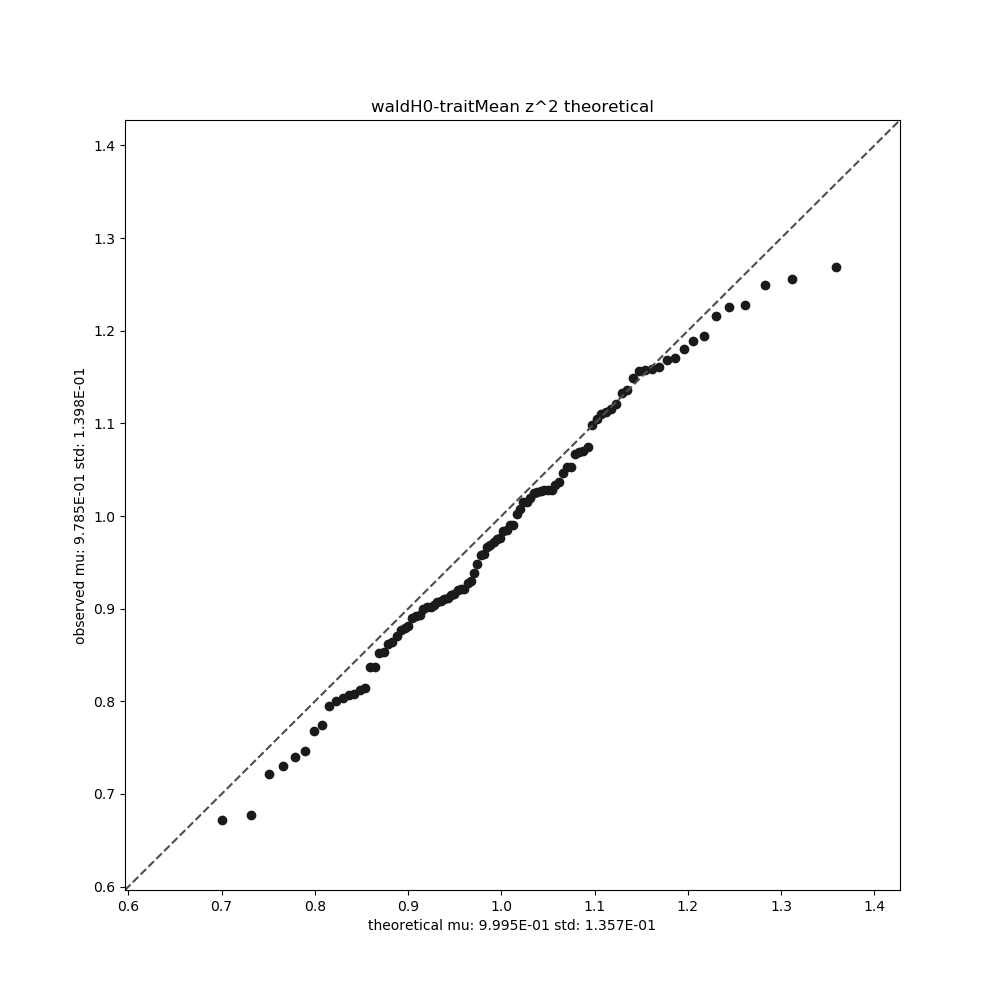 waldH0-traitMean z^2 theoretical
1.4
1.3
1.2
1.1
1.0
0.9
0.8
0.7
0.6
observed mu: 9.785E-01 std: 1.398E-01
0.6 0.7 0.8 0.9 1.0 1.1 1.2 1.3 1.4
theoretical mu: 9.995E-01 std: 1.357E-01